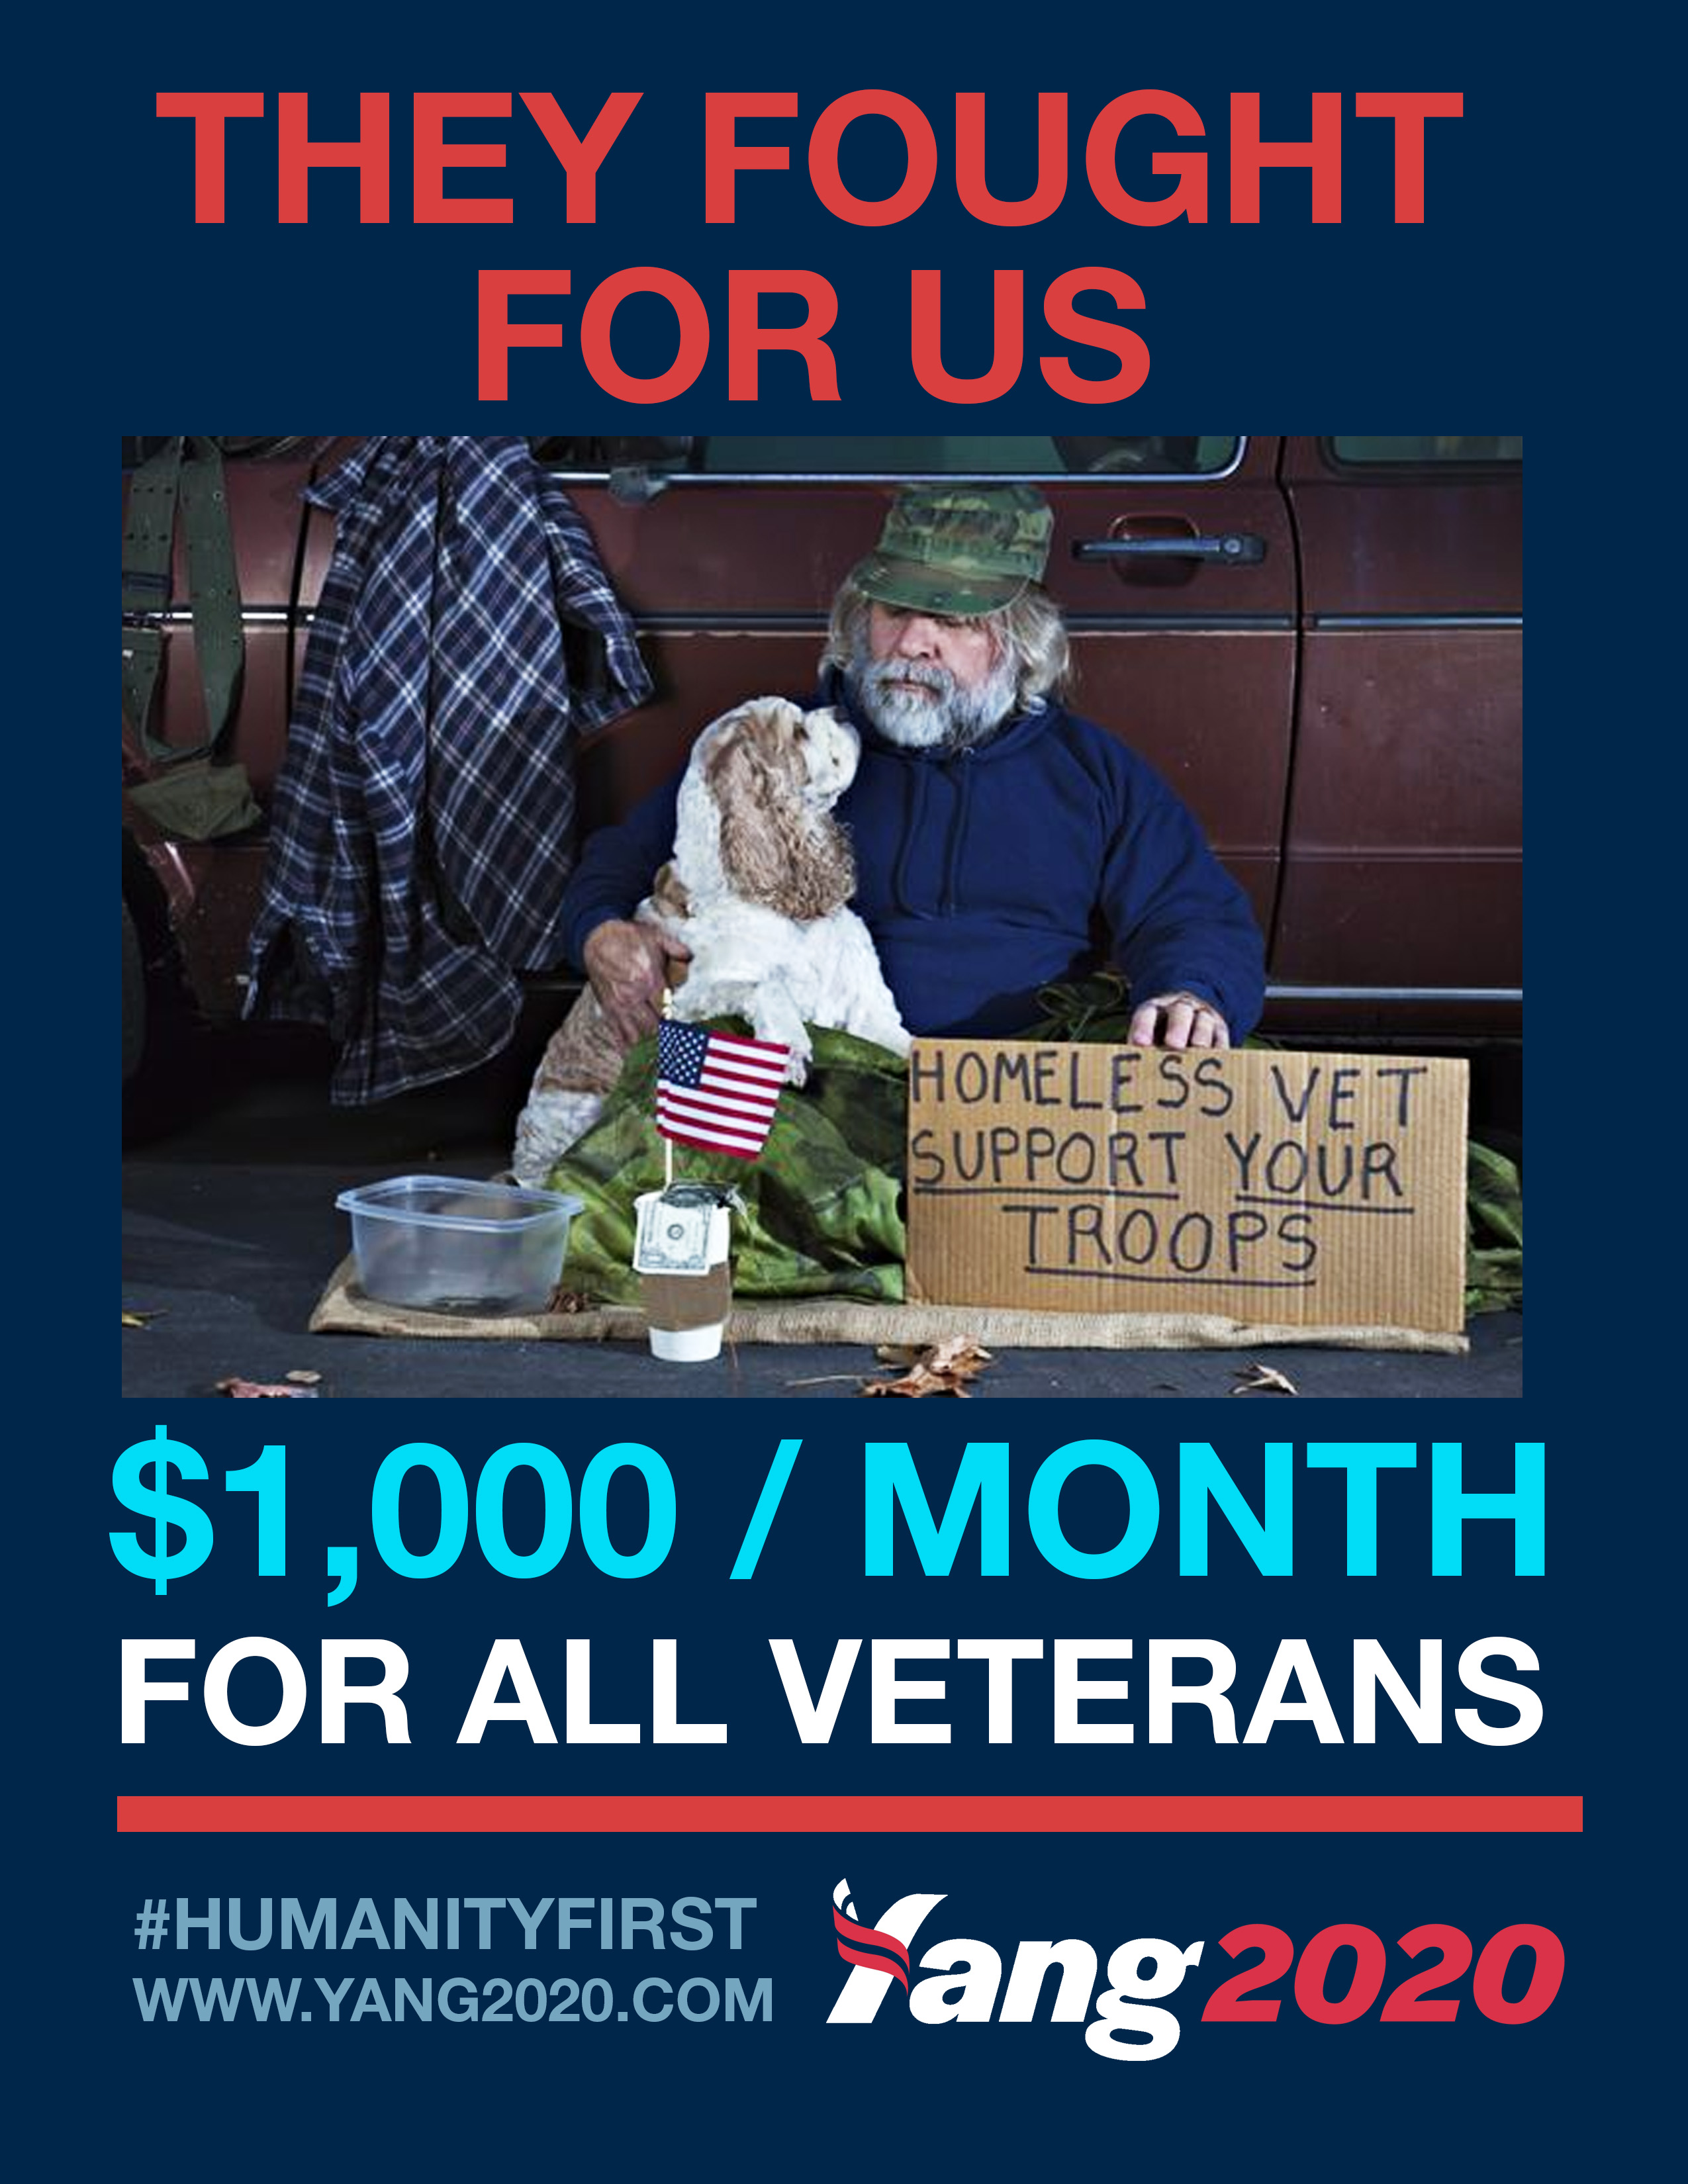 THEY FOUGHT
FOR US
HOMELESS VET
SUPPORT YOUR
TROOPS
$1,000 / MONTH
FOR ALL VETERANS
#HUMANITYFIRST
WWW.YANG2020.COM
Yang2020